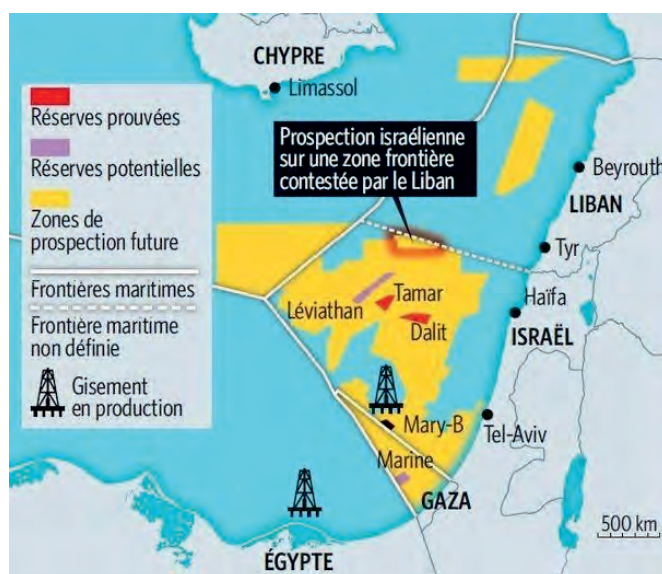 CHYPRE
Limassol
Réserves prouvées
Réserves potentielles
Zones de
prospection future
Frontières maritimes
Frontière maritime
non définie
Gisement
en production
Prospection israélienne
sur une zone frontière
contestée par le Liban
Beyrouth
LIBAN
Tyr
Haïfa
ISRAËL
Tamar
Léviathan
Dalit
Mary-B
Tel-Aviv
Marine
GAZA
ÉGYPTE
500 km